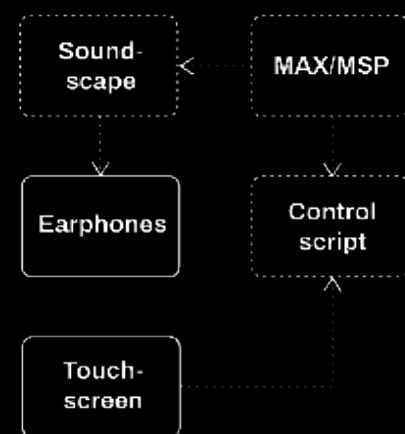 Sound-
scape
MAX/MSP
Earphones
Control
script
Touch-
screen